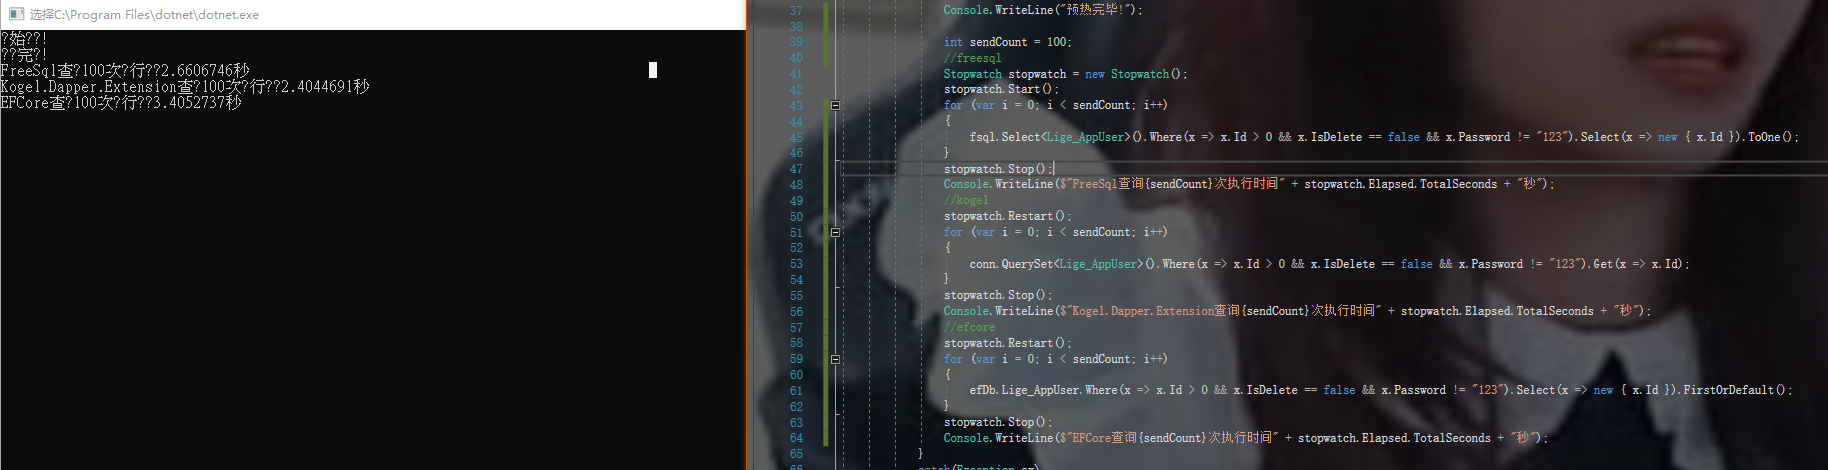 选择C:\Program Files\dotnet\dotnet.exe
?始??!
??完?!
FreeSql查?100次?行??2.6606746秒
Kogel.Dapper.Extension查?100次?行??2.4044691秒
EFCore查?100次?行??3.4052737秒
37 Console.WriteLine("预热完毕!");
38
39 int sendCount = 100;
40 //freesql
41 Stopwatch stopwatch = new Stopwatch();
42 stopwatch.Start();
43 for (var i = 0; i < sendCount; i++)
44 {
45 fsql.Select<Lige_AppUser>().Where(x => x.Id > 0 && x.IsDelete == false && x.Password != "123").Select(x => new { x.Id }).ToOne();
46 }
47 stopwatch.Stop();
48 Console.WriteLine($"FreeSql查询{sendCount}次执行时间" + stopwatch.Elapsed.TotalSeconds + "秒");
49 //kogel
50 stopwatch.Restart();
51 for (var i = 0; i < sendCount; i++)
52 {
53 conn.QuerySet<Lige_AppUser>().Where(x => x.Id > 0 && x.IsDelete == false && x.Password != "123").Get(x => x.Id);
54 }
55 stopwatch.Stop();
56 Console.WriteLine($"Kogel.Dapper.Extension查询{sendCount}次执行时间" + stopwatch.Elapsed.TotalSeconds + "秒");
57 //efcore
58 stopwatch.Restart();
59 for (var i = 0; i < sendCount; i++)
60 {
61 efDb.Lige_AppUser.Where(x => x.Id > 0 && x.IsDelete == false && x.Password != "123").Select(x => new { x.Id }).FirstOrDefault();
62 }
63 stopwatch.Stop();
64 Console.WriteLine($"EFCore查询{sendCount}次执行时间" + stopwatch.Elapsed.TotalSeconds + "秒");
65 }
66 catch(Exception ex)